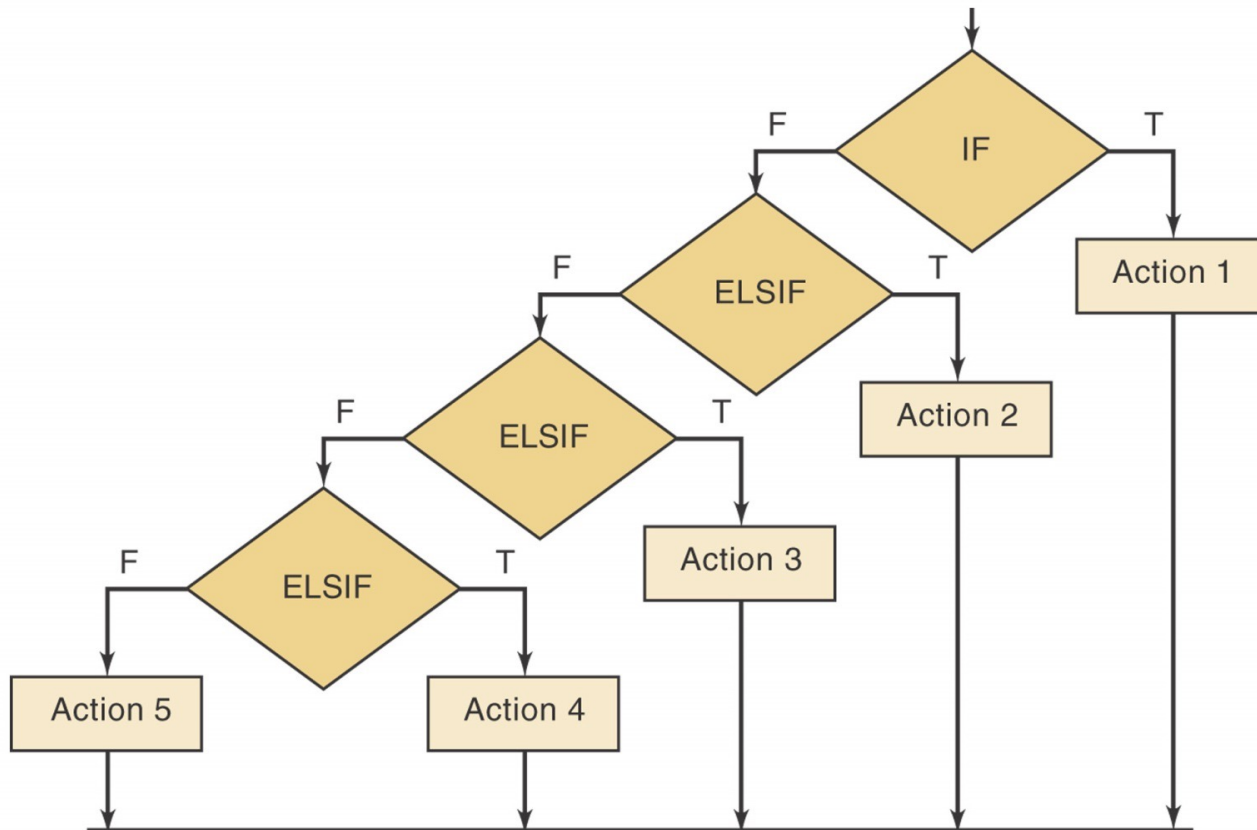 F
T
IF
F
T
Action 1
ELSIF
F
T
Action 2
ELSIF
F
T
Action 3
ELSIF
Action 5
Action 4